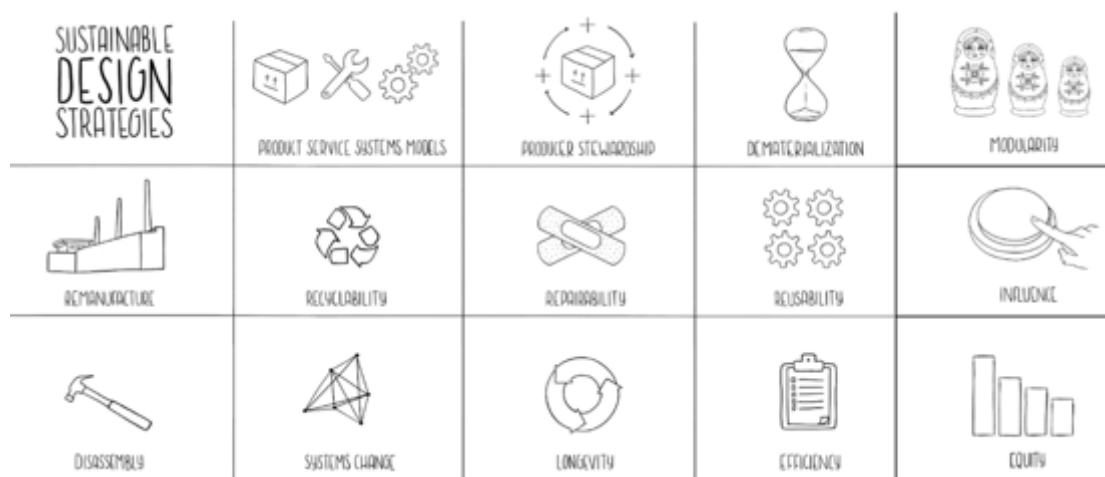 SUSTAINABLE
DESIGN
STRATEGIES
PRODUCT SERVICE SYSTEMS MODELS
PRODUCER STEWARDSHIP
DEMATERIALIZATION
MODULARITY
REMANUFACTURE
RECYCLABILITY
REPAIRABILITY
REUSABILITY
INFLUENCE
DISASSEMBLY
SYSTEMS CHANGE
LONGEVITY
EFFICIENCY
EQUITY